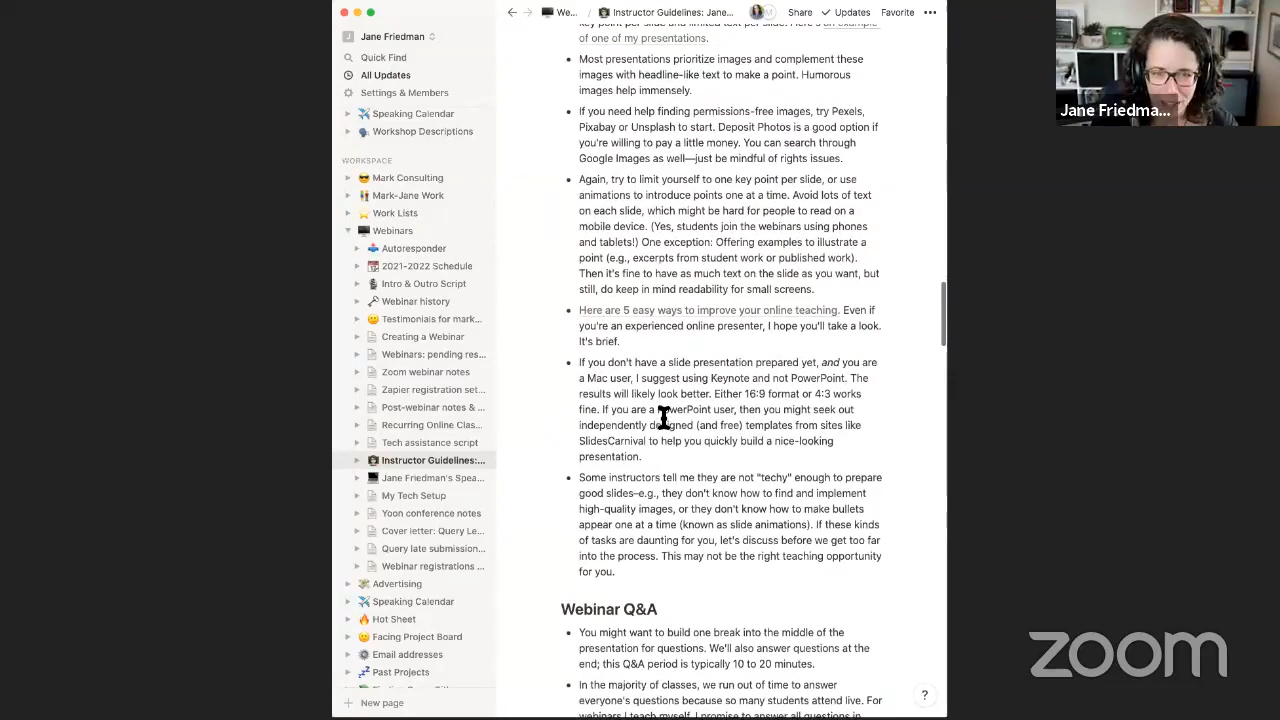 Jane Friedman
Quick Find
All Updates
Settings & Members
Speaking Calendar
Workshop Descriptions
WORKSPACE
Mark Consulting
Mark-Jane Work
Work Lists
Webinars
Autoresponder
2021-2022 Schedule
Intro & Outro Script
Webinar history
Testimonials for mark...
Creating a Webinar
Webinars: pending res...
Zoom webinar notes
Zapier registration set...
Post-webinar notes & ...
Recurring Online Clas...
Tech assistance script
Instructor Guidelines:...
Jane Friedman's Spea...
My Tech Setup
Yoon conference notes
Cover letter: Query Le...
Query late submission...
Webinar registrations ...
Advertising
Speaking Calendar
Hot Sheet
Facing Project Board
Email addresses
Past Projects
New page
We... / Instructor Guidelines: Jane... Share Updates Favorite
of one of my presentations.
Most presentations prioritize images and complement these
images with headline-like text to make a point. Humorous
images help immensely.
If you need help finding permissions-free images, try Pexels,
Pixabay or Unsplash to start. Deposit Photos is a good option if
you're willing to pay a little money. You can search through
Google Images as well—just be mindful of rights issues.
Again, try to limit yourself to one key point per slide, or use
animations to introduce points one at a time. Avoid lots of text
on each slide, which might be hard for people to read on a
mobile device. (Yes, students join the webinars using phones
and tablets!) One exception: Offering examples to illustrate a
point (e.g., excerpts from student work or published work).
Then it's fine to have as much text on the slide as you want, but
still, do keep in mind readability for small screens.
Here are 5 easy ways to improve your online teaching. Even if
you're an experienced online presenter, I hope you'll take a look.
It's brief.
If you don't have a slide presentation prepared yet, and you are
a Mac user, I suggest using Keynote and not PowerPoint. The
results will likely look better. Either 16:9 format or 4:3 works
fine. If you are a PowerPoint user, then you might seek out
independently designed (and free) templates from sites like
SlidesCarnival to help you quickly build a nice-looking
presentation.
Some instructors tell me they are not "techy" enough to prepare
good slides–e.g., they don't know how to find and implement
high-quality images, or they don't know how to make bullets
appear one at a time (known as slide animations). If these kinds
of tasks are daunting for you, let's discuss before we get too far
into the process. This may not be the right teaching opportunity
for you.
Webinar Q&A
You might want to build one break into the middle of the
presentation for questions. We'll also answer questions at the
end; this Q&A period is typically 10 to 20 minutes.
In the majority of classes, we run out of time to answer
everyone's questions because so many students attend live. For
?
Jane Friedma...
zoom